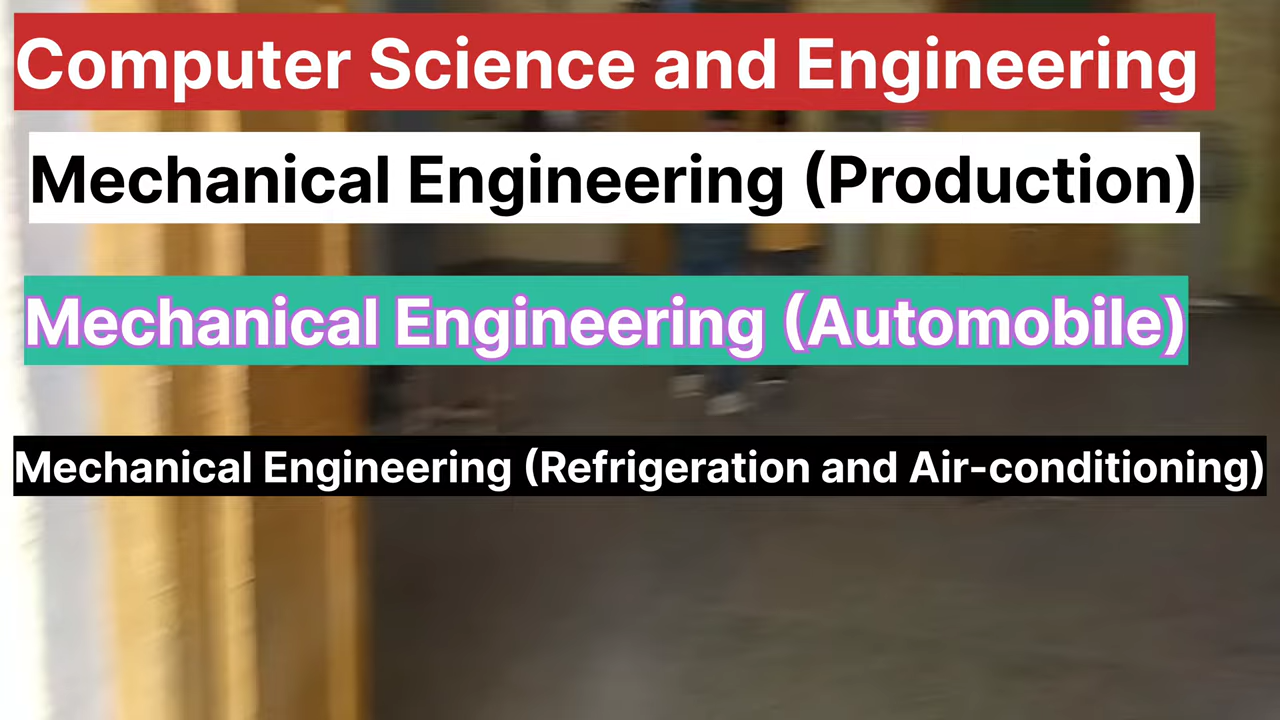 Computer Science and Engineering
Mechanical Engineering (Production)
Mechanical Engineering (Automobile)
Mechanical Engineering (Refrigeration and Air-conditioning)